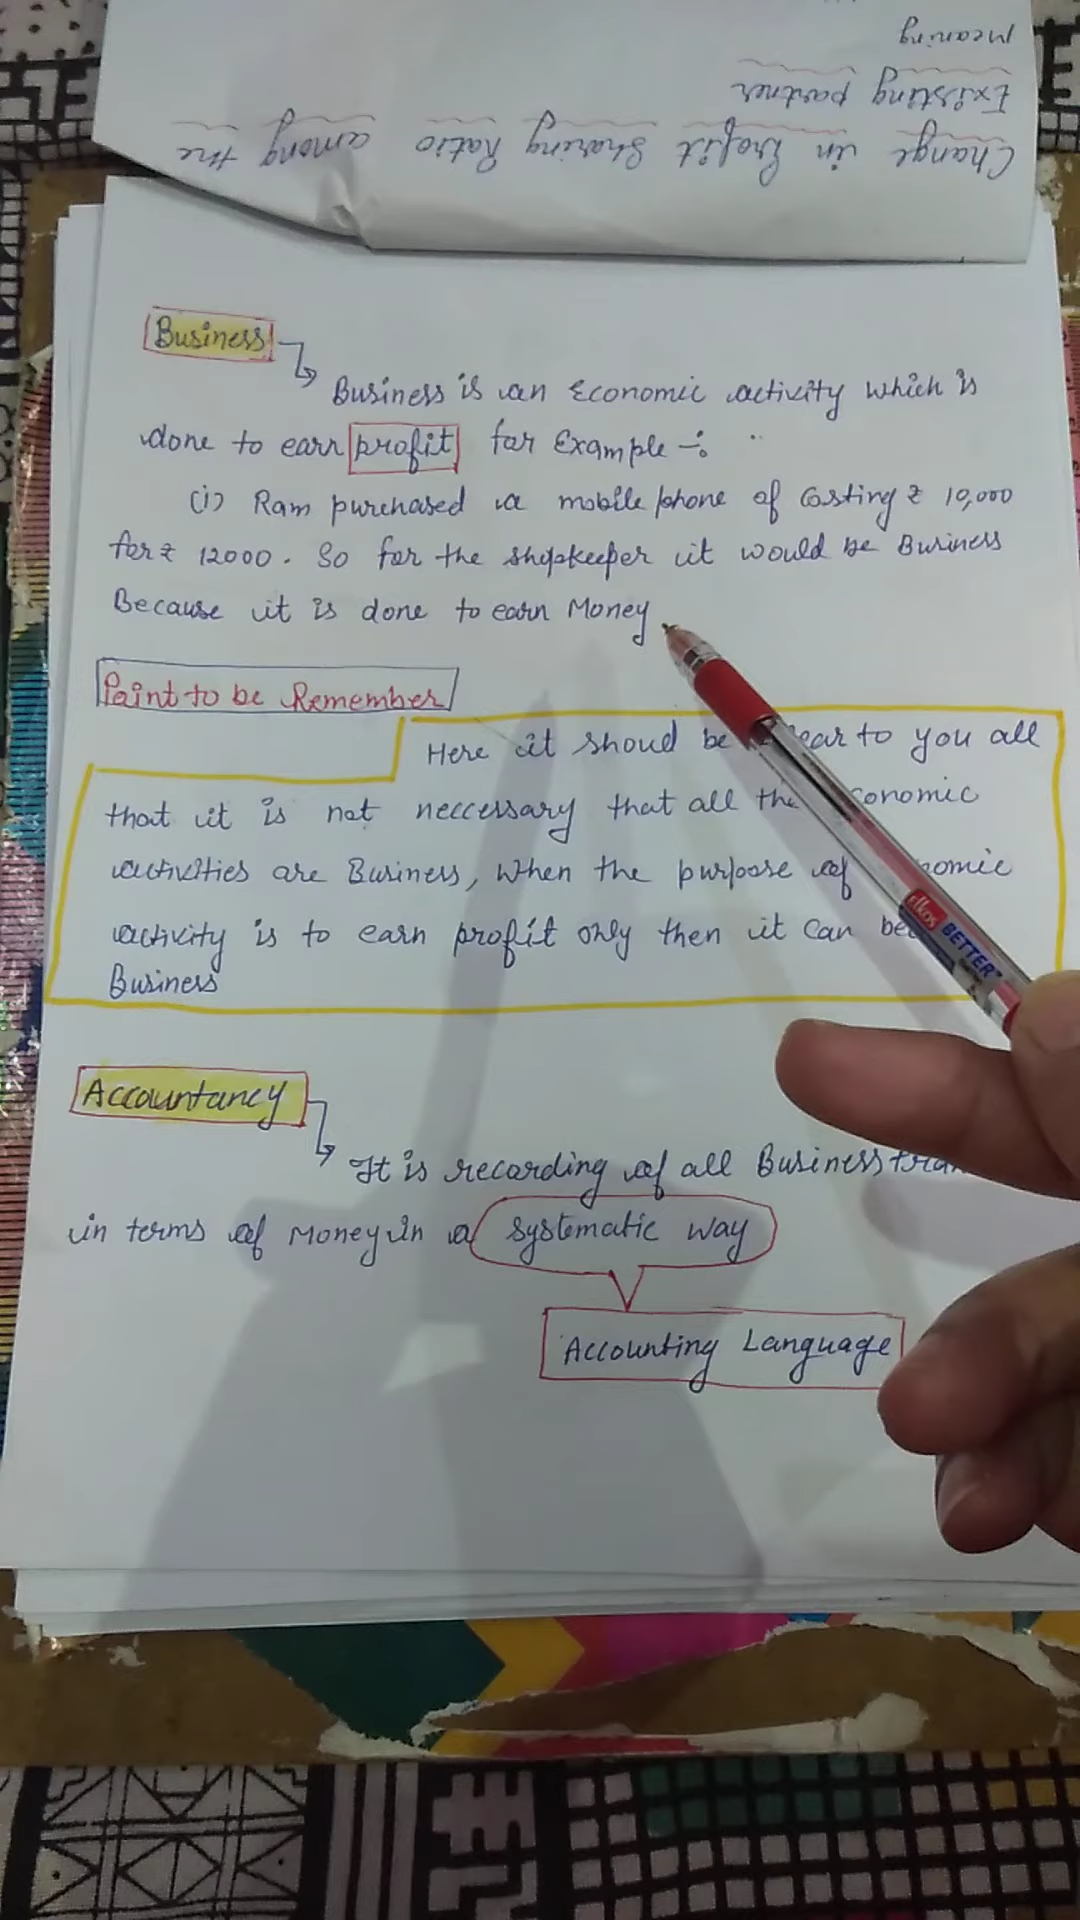 Change in Profit Sharing Ratio among the
Existing partner
Meaning
Business
Business is an Economic activity which is
done to earn profit for Example :-
(i) Ram purchased a mobile phone of Costing ₹ 10,000
for ₹ 12000. So for the shopkeeper it would be Business
Because it is done to earn Money
Point to be Remember
Here it shoud be to you all
that it is not neccessary that all the
activities are Business, When the purpose of
activity is to earn profit only then it can be
Business
Accountancy
It is recording of all Business
in terms of Money in a systematic way
Accounting Language
elkos BETTER